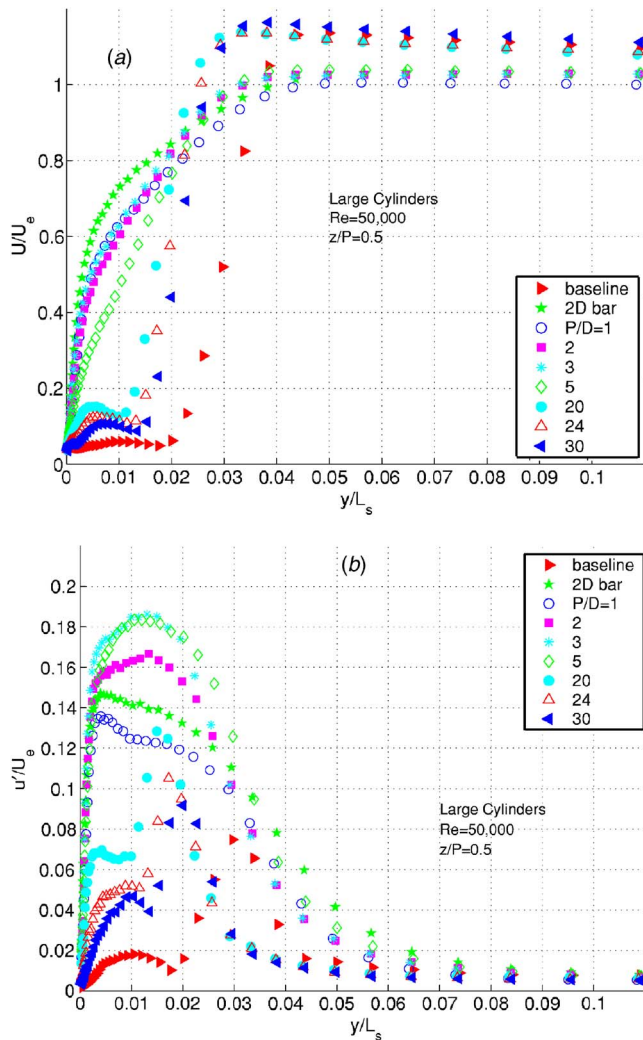 (a)
1
0.8
0.6
0.4
0.2
0
U/U_e
Large Cylinders
Re=50,000
z/P=0.5
baseline
2D bar
P/D=1
2
3
5
20
24
30
0 0.01 0.02 0.03 0.04 0.05 0.06 0.07 0.08 0.09 0.1
y/L_s
(b)
0.2
0.18
0.16
0.14
0.12
0.1
0.08
0.06
0.04
0.02
0
u'/U_e
baseline
2D bar
P/D=1
2
3
5
20
24
30
Large Cylinders
Re=50,000
z/P=0.5
0 0.01 0.02 0.03 0.04 0.05 0.06 0.07 0.08 0.09 0.1
y/L_s